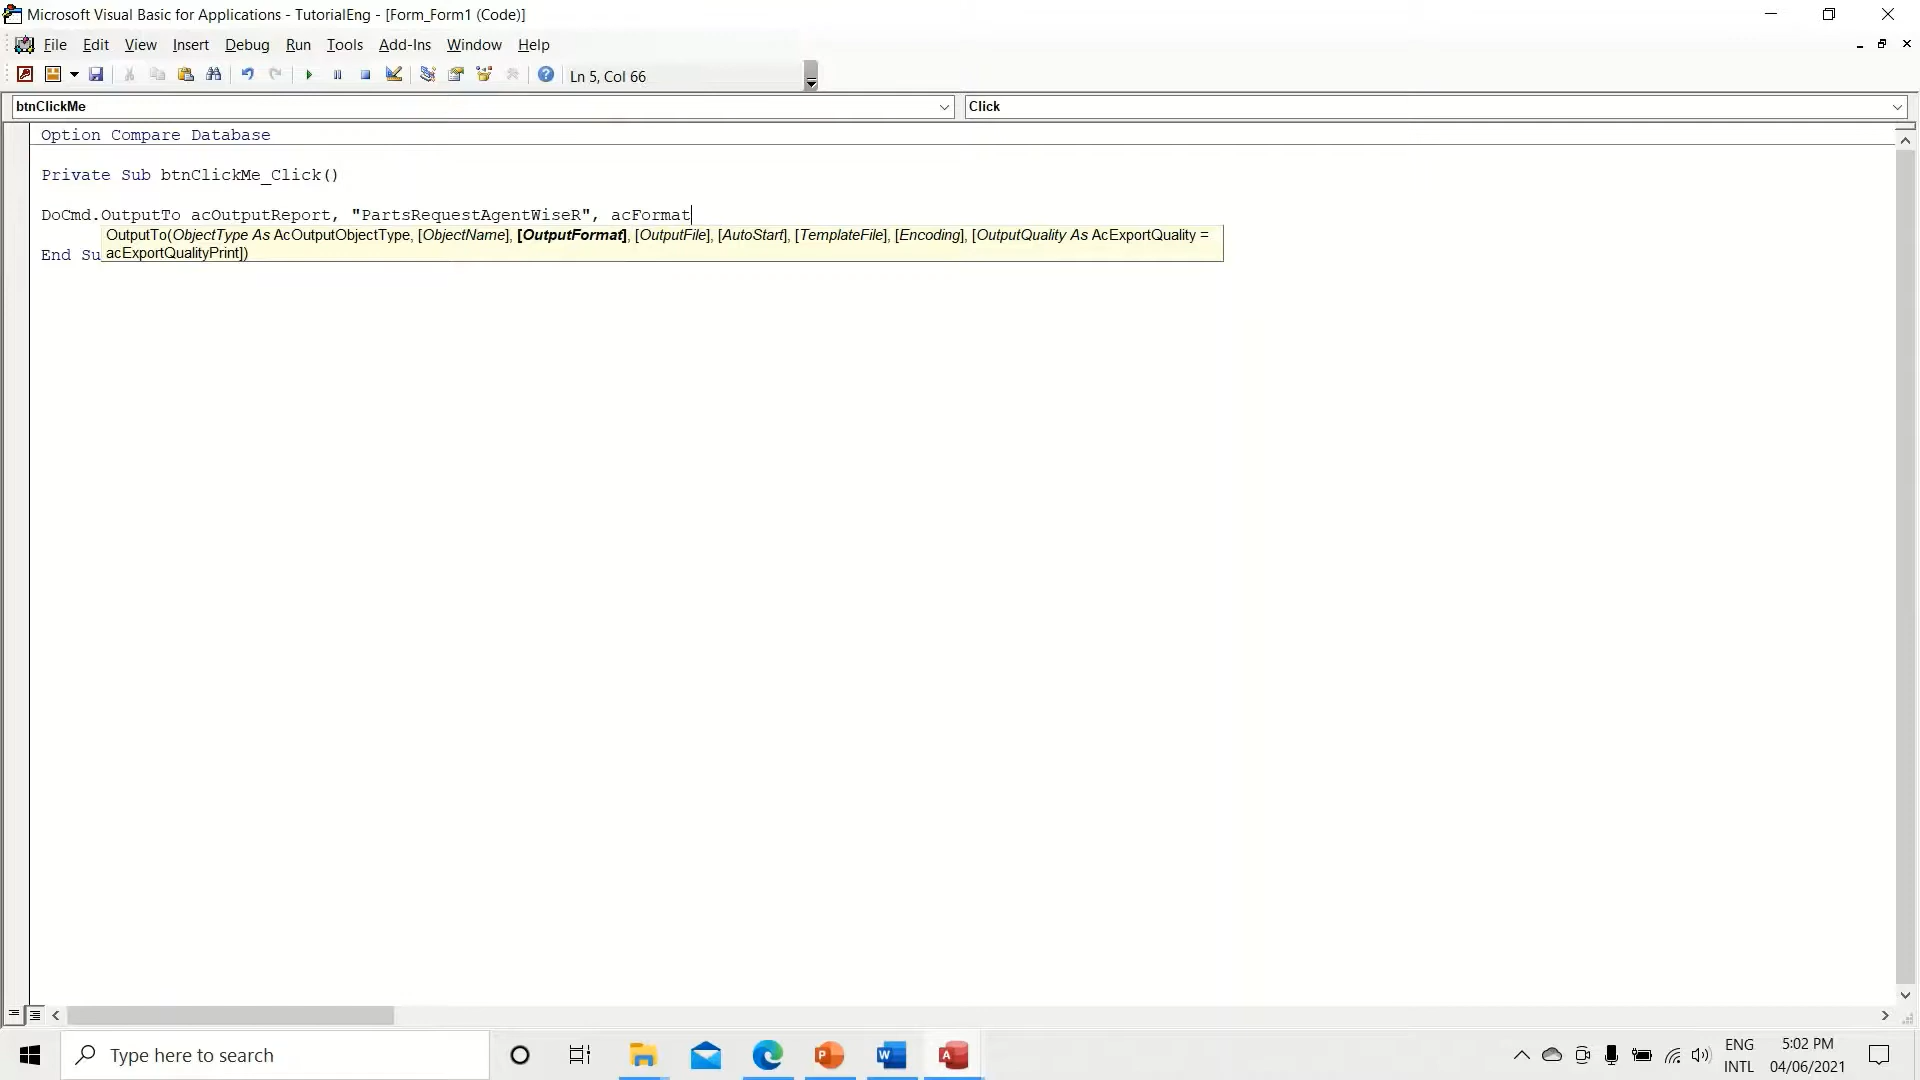 Microsoft Visual Basic for Applications - TutorialEng - [Form_Form1 (Code)]
File Edit View Insert Debug Run Tools Add-Ins Window Help
Ln 5, Col 66
btnClickMe Click
Option Compare Database
Private Sub btnClickMe_Click()
DoCmd.OutputTo acOutputReport, "PartsRequestAgentWiseR", acFormat
OutputTo(ObjectType As AcOutputObjectType, [ObjectName], [OutputFormat], [OutputFile], [AutoStart], [TemplateFile], [Encoding], [OutputQuality As AcExportQuality =
acExportQualityPrint])
End Su
Type here to search
ENG 5:02 PM
INTL 04/06/2021